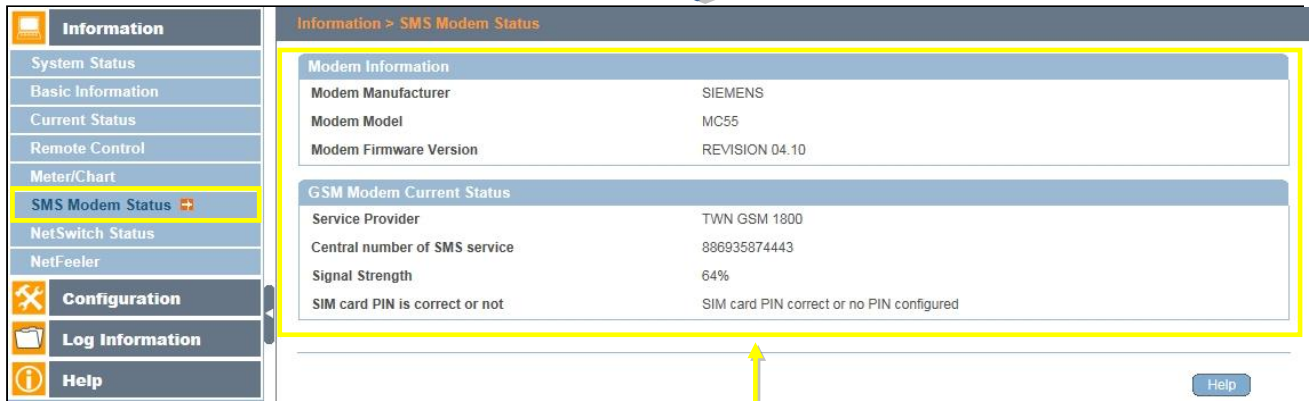 Information
System Status
Basic Information
Current Status
Remote Control
Meter/Chart
SMS Modem Status
NetSwitch Status
NetFeeler
Configuration
Log Information
Help
Information > SMS Modem Status
Modem Information
Modem Manufacturer SIEMENS
Modem Model MC55
Modem Firmware Version REVISION 04.10
GSM Modem Current Status
Service Provider TWN GSM 1800
Central number of SMS service 886935874443
Signal Strength 64%
SIM card PIN is correct or not SIM card PIN correct or no PIN configured
Help